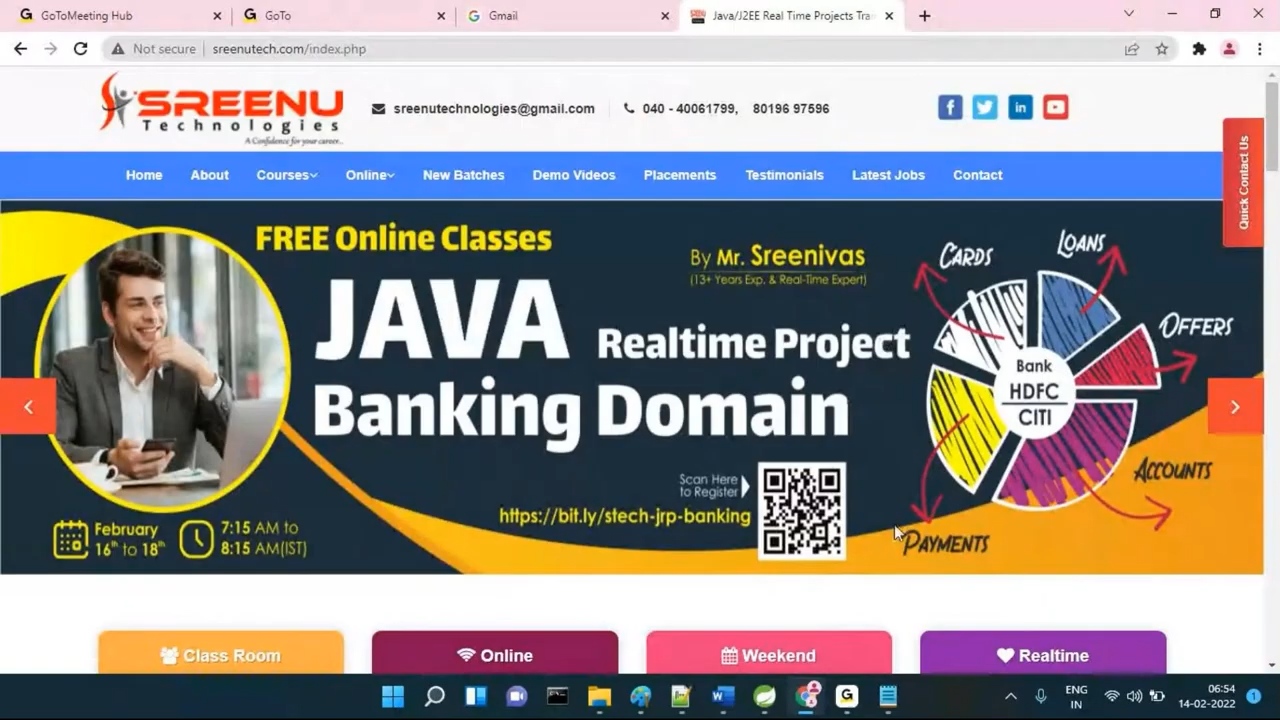 GoToMeeting Hub
GoTo
Gmail
Java/J2EE Real Time Projects Tra
Not secure
sreenutech.com/index.php
SREENU
Technologies
A Confidence for your career..
sreenutechnologies@gmail.com
040 - 40061799, 80196 97596
Home
About
Courses
Online
New Batches
Demo Videos
Placements
Testimonials
Latest Jobs
Contact
Quick Contact Us
FREE Online Classes
By Mr. Sreenivas
(13+ Years Exp. & Real-Time Expert)
JAVA Realtime Project
Banking Domain
CARDS
LOANS
OFFERS
Bank
HDFC
CITI
ACCOUNTS
PAYMENTS
Scan Here
to Register
https://bit.ly/stech-jrp-banking
February
16th to 18th
7:15 AM to
8:15 AM(IST)
Class Room
Online
Weekend
Realtime
ENG
IN
06:54
14-02-2022
1